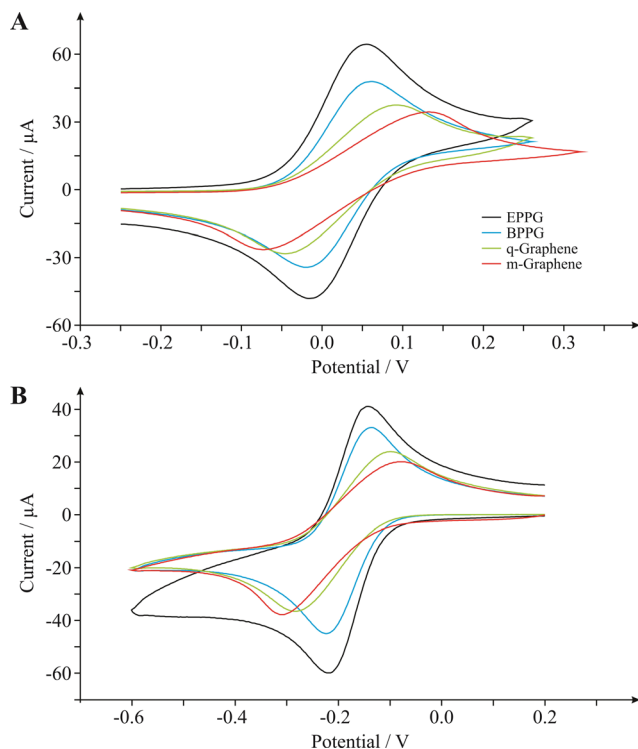 A
60
30
0
-30
-60
Current / µA
EPPG
BPPG
q-Graphene
m-Graphene
-0.3 -0.2 -0.1 0.0 0.1 0.2 0.3
Potential / V
B
40
20
0
-20
-40
-60
Current / µA
-0.6 -0.4 -0.2 0.0 0.2
Potential / V